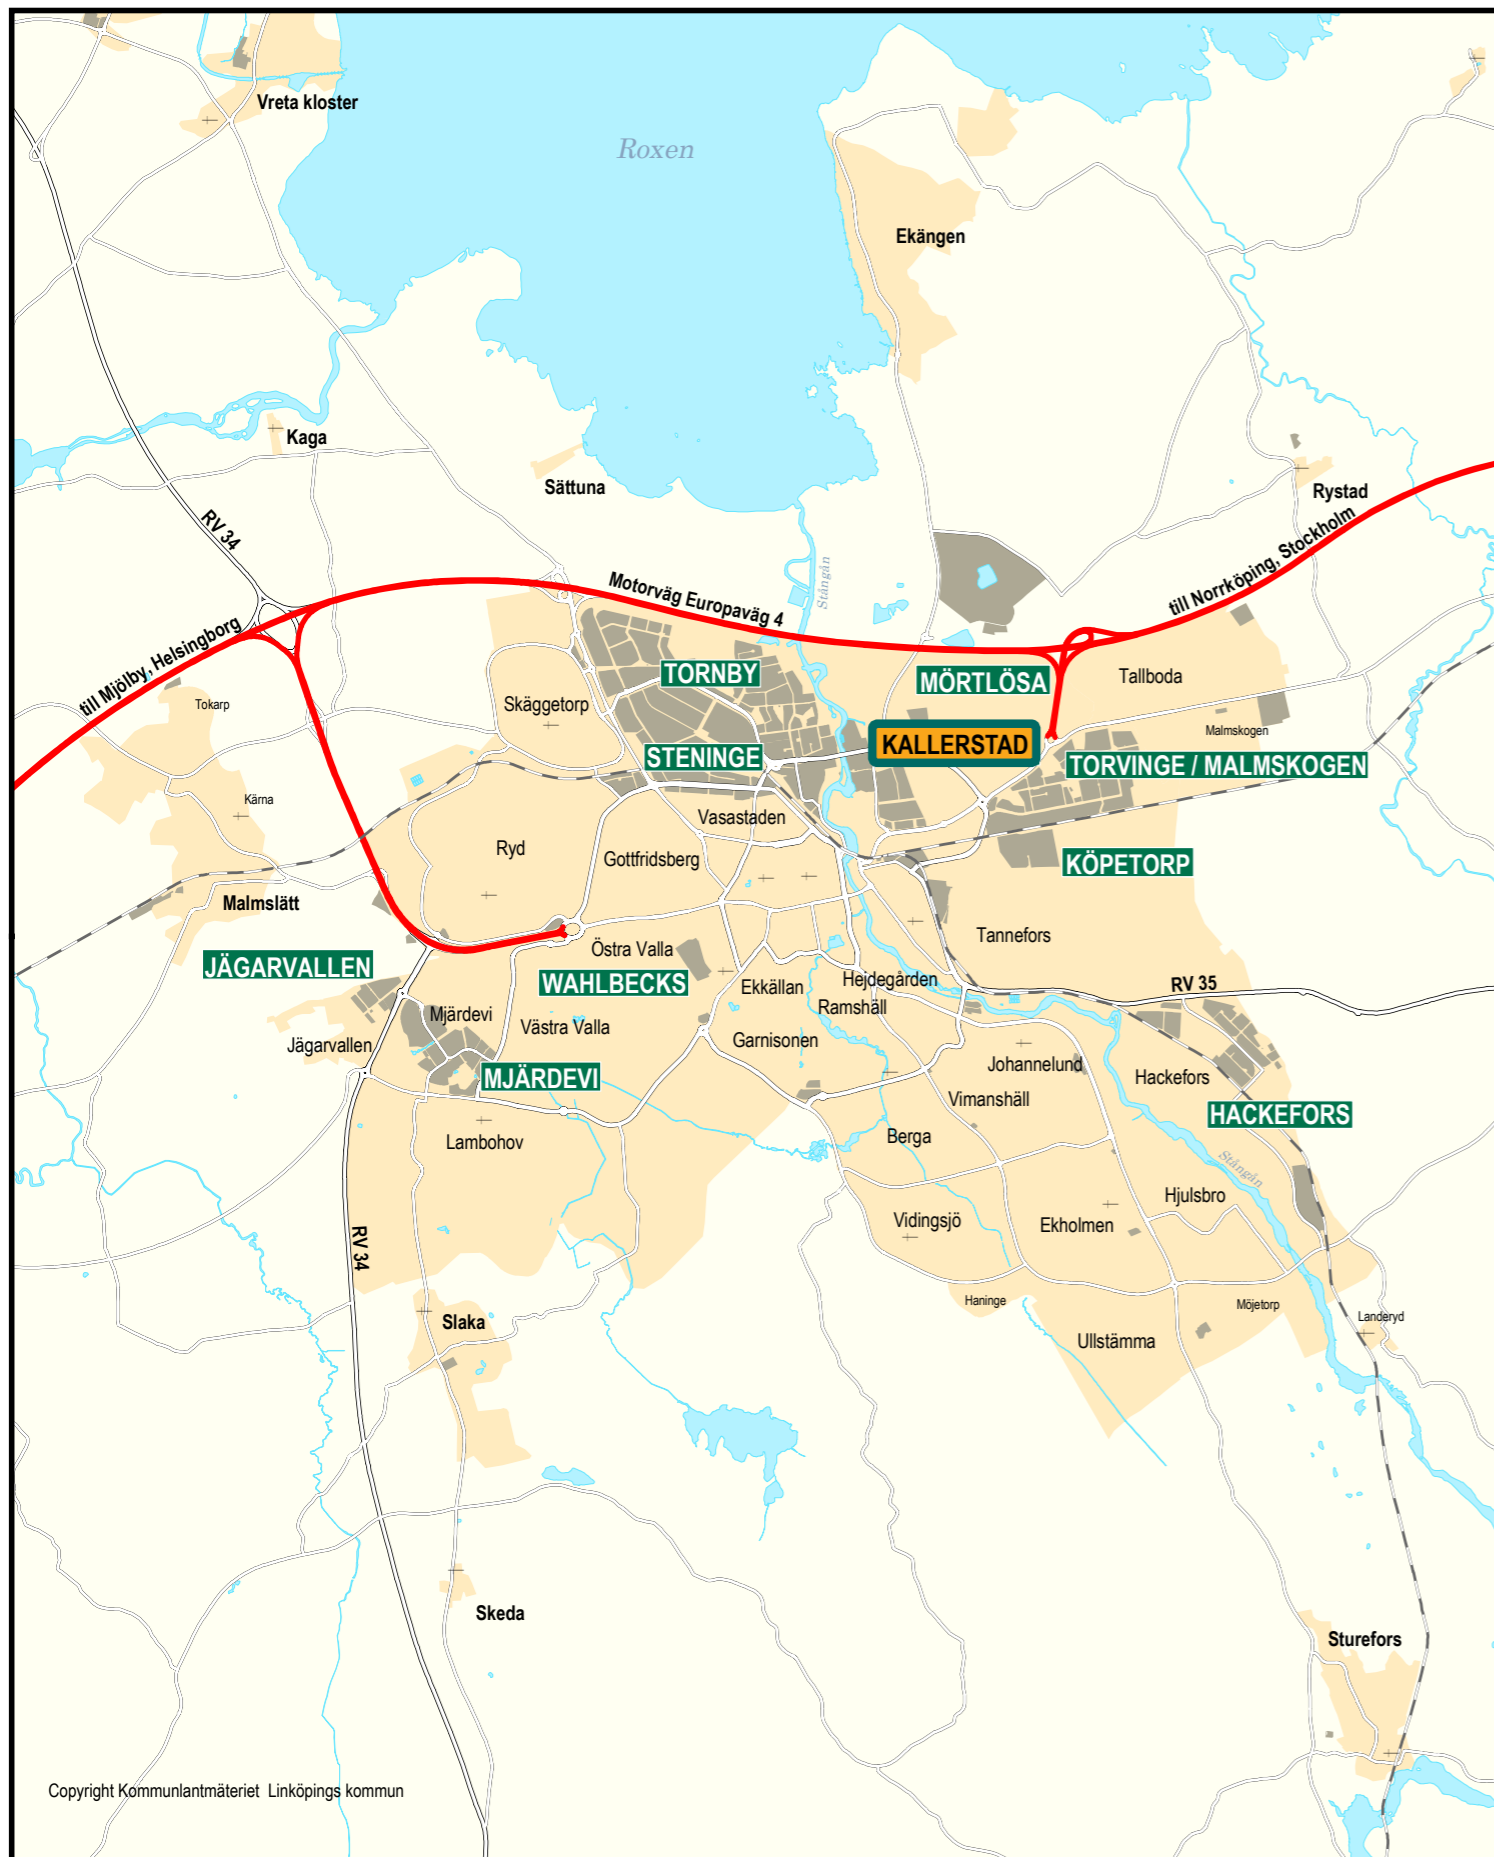 Vreta kloster
Roxen
Ekängen
Kaga
Sättuna
Rystad
RV 34
Motorväg Europaväg 4
Stångån
till Norrköping, Stockholm
till Mjölby, Helsingborg
TORNBY
MÖRTLÖSA
Tallboda
Tokarp
Skäggetorp
Malmskogen
KALLERSTAD
STENINGE
TORVINGE / MALMSKOGEN
Kärna
Vasastaden
Ryd
Gottfridsberg
KÖPETORP
Malmslätt
Tannefors
Östra Valla
JÄGARVALLEN
WAHLBECKS
Ekkällan
Hejdegården
RV 35
Ramshäll
Mjärdevi
Västra Valla
Garnisonen
Jägarvallen
Johannelund
MJÄRDEVI
Hackefors
Vimanshäll
HACKEFORS
Lambohov
Berga
Stångån
Hjulsbro
Vidingsjö
Ekholmen
RV 34
Haninge
Möjetorp
Slaka
Landeryd
Ullstämma
Skeda
Sturefors
Copyright Kommunlantmäteriet Linköpings kommun